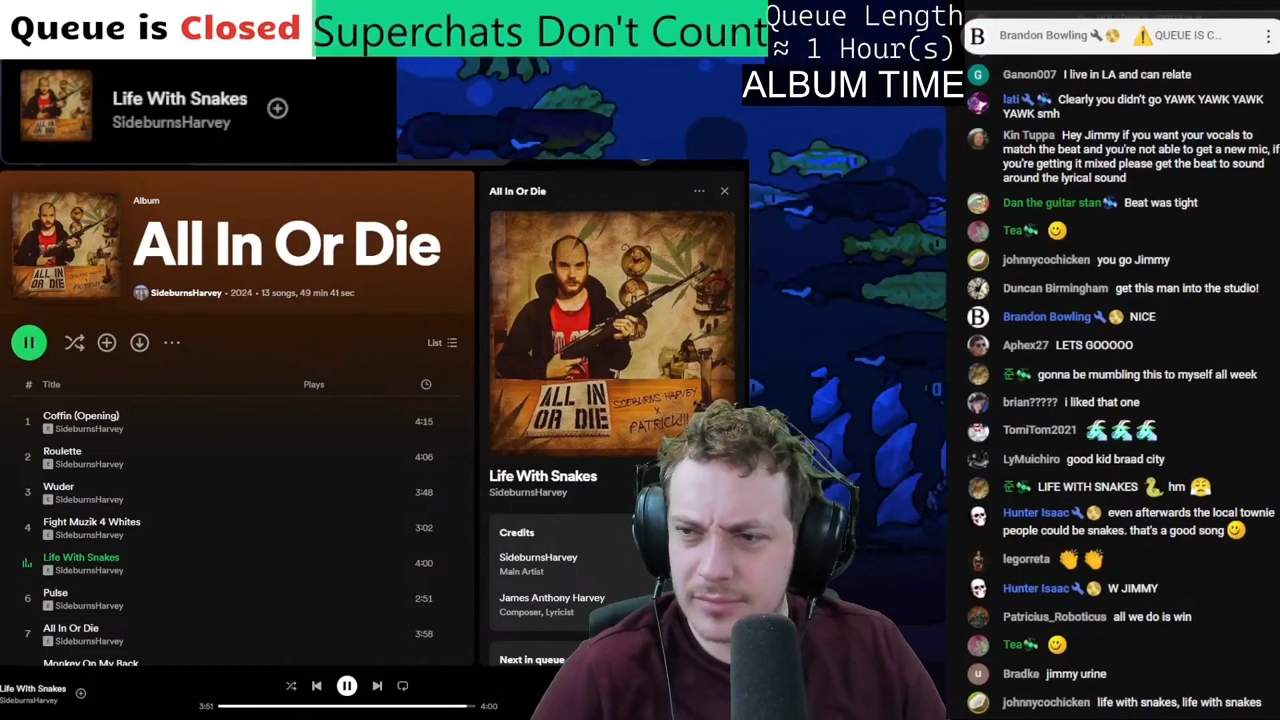 Queue is Closed
Superchats Don't Count
Queue Length
≈ 1 Hour(s)
ALBUM TIME
Life With Snakes
SideburnsHarvey
Album
All In Or Die
SideburnsHarvey • 2024 • 13 songs, 49 min 41 sec
List
# Title Plays
1 Coffin (Opening) 4:15
E SideburnsHarvey
2 Roulette 4:06
E SideburnsHarvey
3 Wuder 3:48
E SideburnsHarvey
4 Fight Muzik 4 Whites 3:02
E SideburnsHarvey
Life With Snakes 4:00
E SideburnsHarvey
6 Pulse 2:51
E SideburnsHarvey
7 All In Or Die 3:58
E SideburnsHarvey
Monkey On My Back
All In Or Die
ALL IN
OR DIE
SIDEBURNS HARVEY
X
Life With Snakes
SideburnsHarvey
Credits
SideburnsHarvey
Main Artist
James Anthony Harvey
Composer, Lyricist
Next in queue
Life With Snakes
SideburnsHarvey
3:51
4:00
B Brandon Bowling QUEUE IS C...
G Ganon007 I live in LA and can relate
lati Clearly you didn't go YAWK YAWK YAWK
YAWK smh
Kin Tuppa Hey Jimmy if you want your vocals to
match the beat and you're not able to get a new mic, if
you're getting it mixed please get the beat to sound
around the lyrical sound
Dan the guitar stan Beat was tight
Tea
johnnycochicken you go Jimmy
Duncan Birmingham get this man into the studio!
B Brandon Bowling NICE
Aphex27 LETS GOOOOO
준 gonna be mumbling this to myself all week
brian????? i liked that one
TomiTom2021
LyMuichiro good kid braad city
준 LIFE WITH SNAKES hm
Hunter Isaac even afterwards the local townie
people could be snakes. that's a good song
legorreta
Hunter Isaac W JIMMY
Patricius_Roboticus all we do is win
Tea
u Bradke jimmy urine
johnnycochicken life with snakes, life with snakes